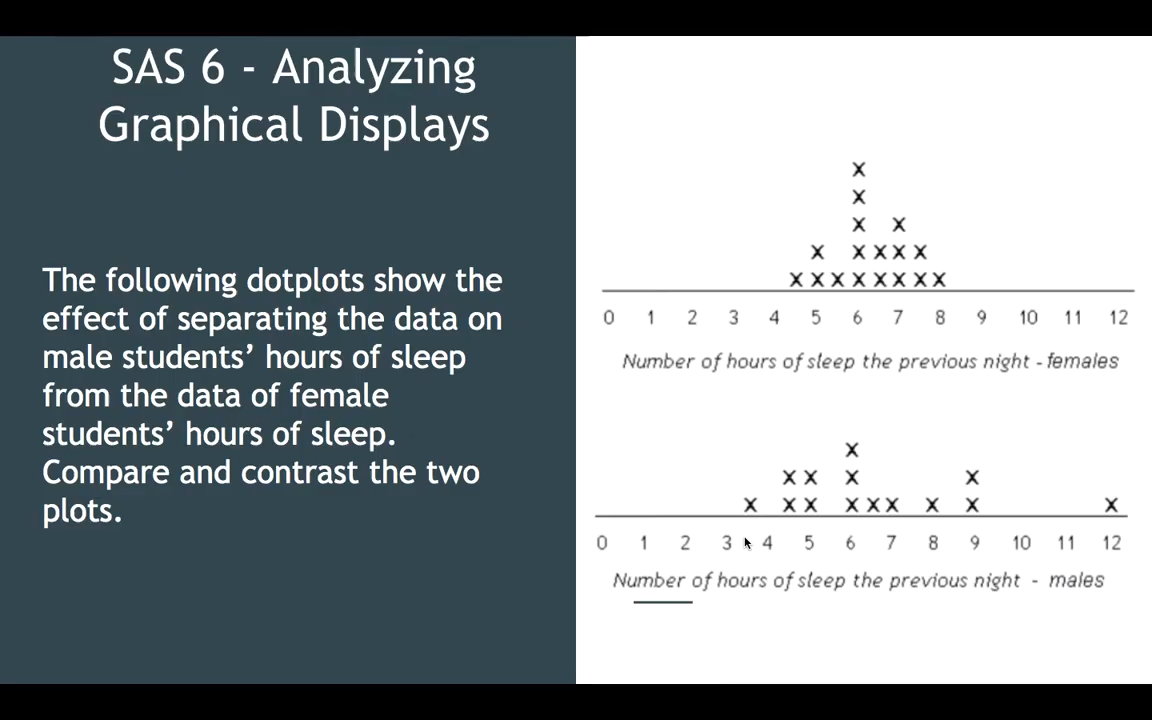 SAS 6 - Analyzing
Graphical Displays
The following dotplots show the
effect of separating the data on
male students’ hours of sleep
from the data of female
students’ hours of sleep.
Compare and contrast the two
plots.
X
X
X X
X X X X X
X X X X X X X X
0 1 2 3 4 5 6 7 8 9 10 11 12
Number of hours of sleep the previous night - females
X
X X X X
X X X X X X X X X
0 1 2 3 4 5 6 7 8 9 10 11 12
Number of hours of sleep the previous night - males